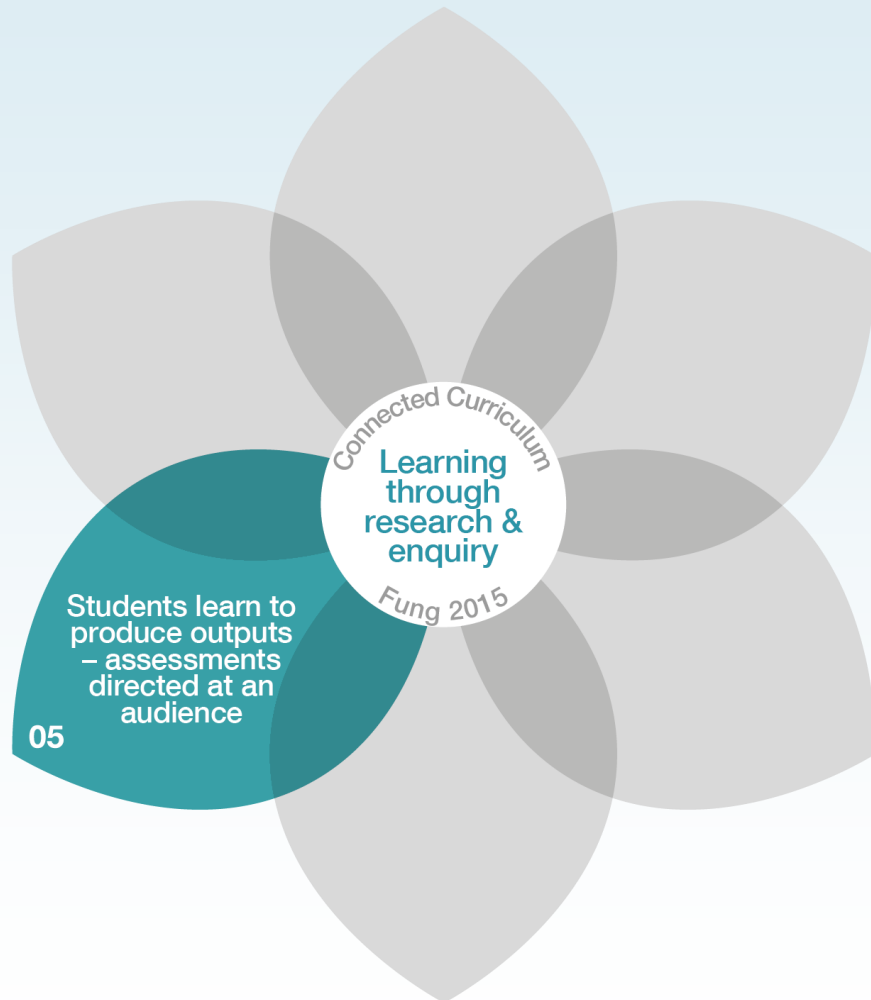 Connected Curriculum
Learning
through
research &
enquiry
Fung 2015
Students learn to
produce outputs
– assessments
directed at an
audience
05